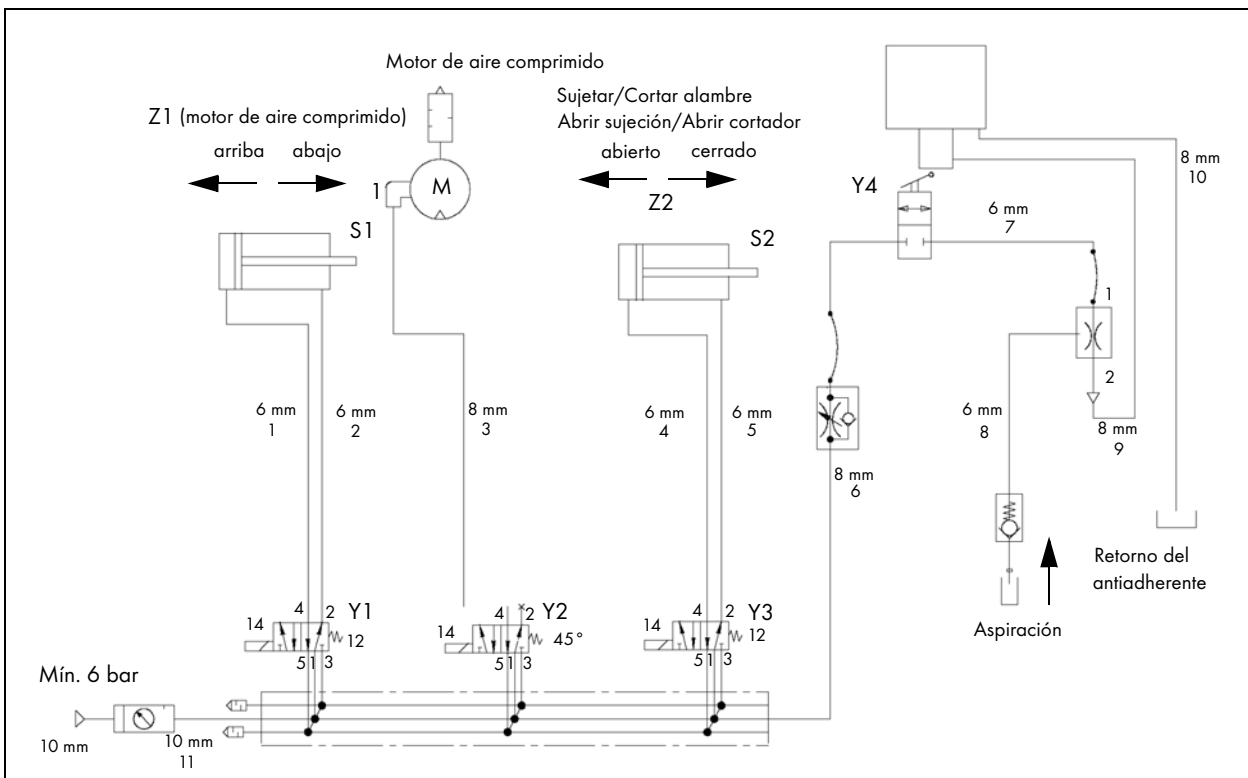 Motor de aire comprimido
Z1 (motor de aire comprimido)
arriba abajo
Sujetar/Cortar alambre
Abrir sujeción/Abrir cortador
abierto cerrado
Z2
S1
1
M
S2
Y4
8 mm
10
6 mm
7
1
2
6 mm
1
6 mm
2
8 mm
3
6 mm
4
6 mm
5
8 mm
6
6 mm
8
8 mm
9
Retorno del
antiadherente
Aspiración
14
4 2
Y1
12
5 1 3
14
4 2
Y2
45°
5 1 3
14
4 2
Y3
12
5 1 3
Mín. 6 bar
10 mm
10 mm
11